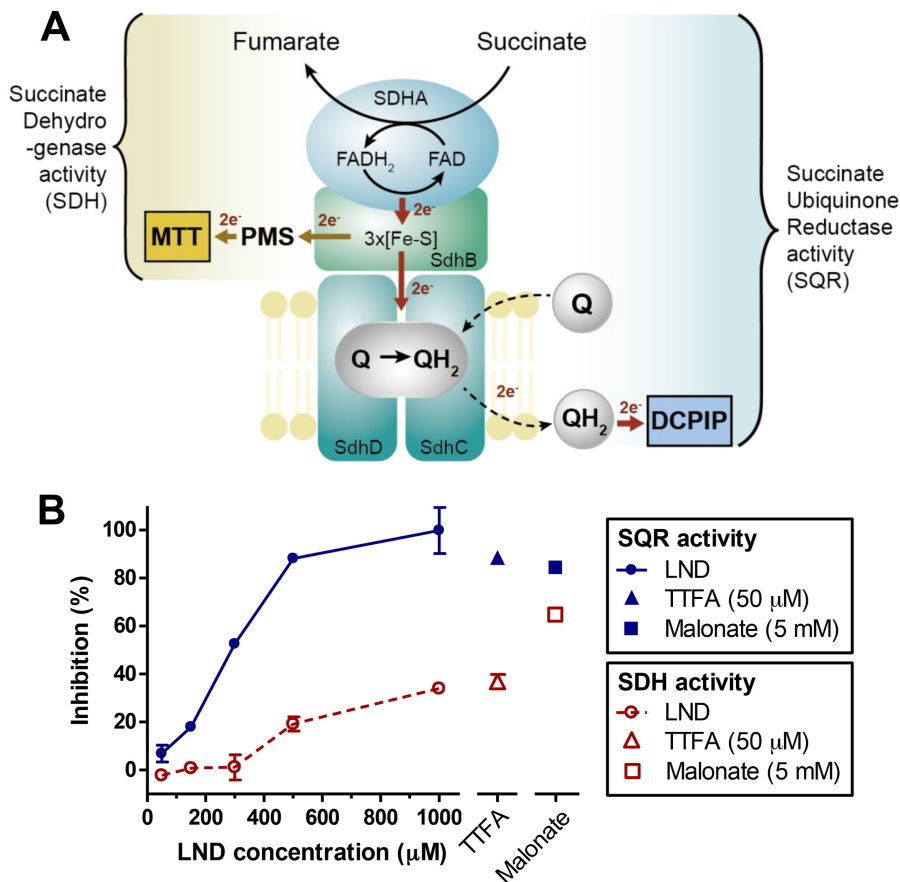 A
Fumarate
Succinate
Succinate
Dehydro
-genase
activity
(SDH)
SDHA
FADH2
FAD
2e-
MTT
2e-
PMS
2e-
3x[Fe-S]
SdhB
2e-
Q
Q
QH2
2e-
QH2
2e-
DCPIP
SdhD
SdhC
Succinate
Ubiquinone
Reductase
activity
(SQR)
B
Inhibition (%)
100
80
60
40
20
0
0
200
400
600
800
1000
LND concentration (μM)
TTFA
Malonate
SQR activity
LND
TTFA (50 μM)
Malonate (5 mM)
SDH activity
LND
TTFA (50 μM)
Malonate (5 mM)